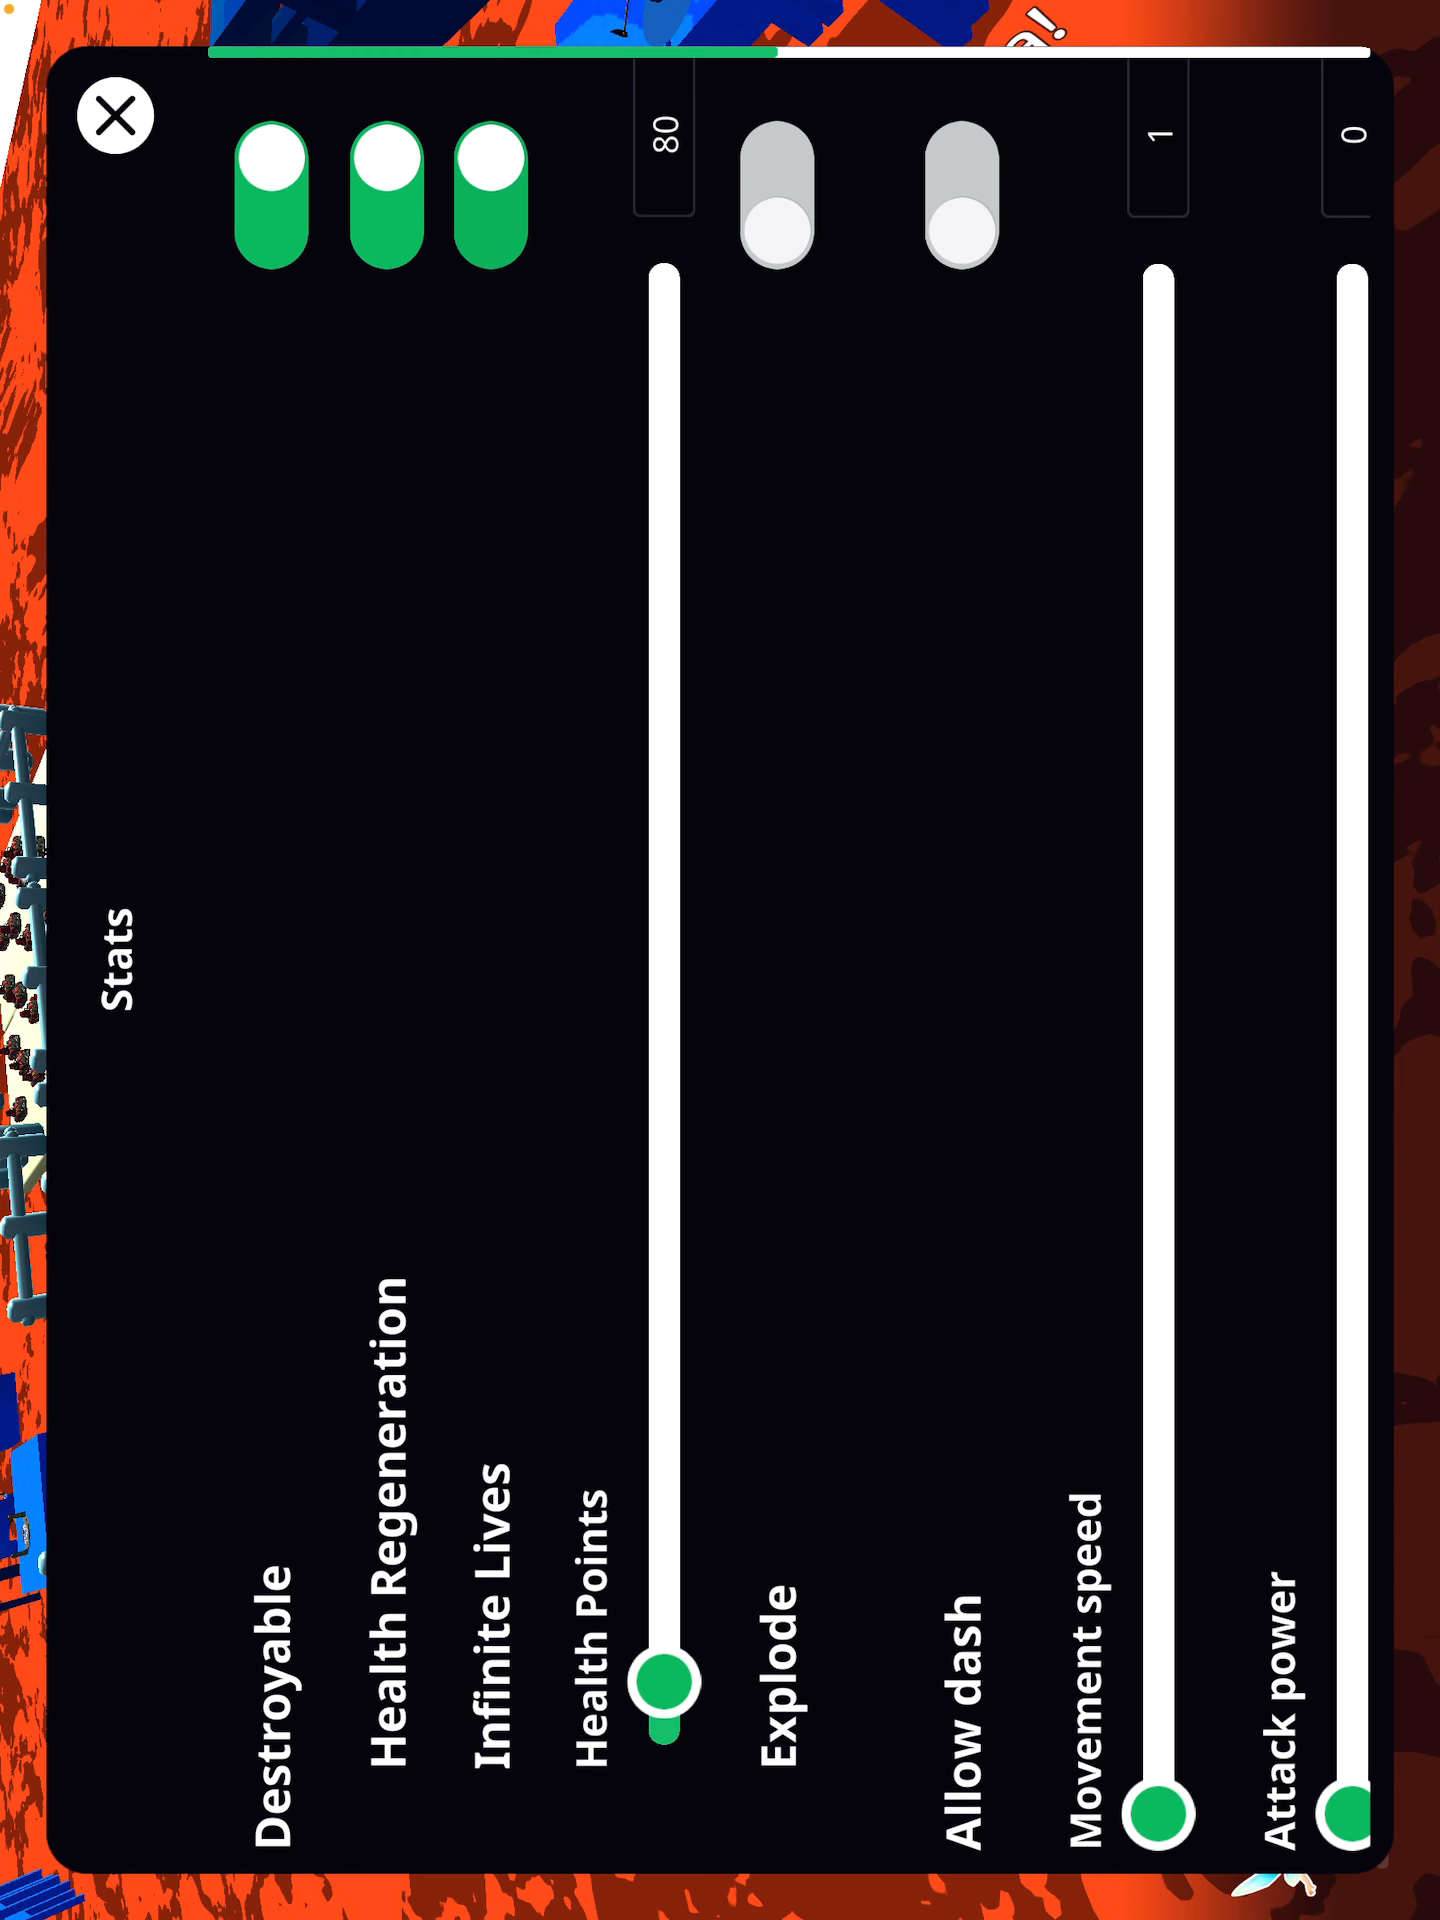 Stats
Destroyable
Health Regeneration
Infinite Lives
Health Points
80
Explode
Allow dash
Movement speed
1
Attack power
0